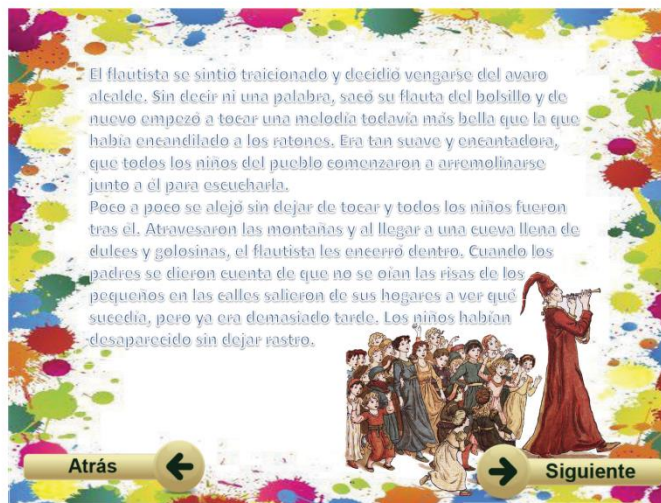 El flautista se sintió traicionado y decidió vengarse del avaro
alcalde. Sin decir ni una palabra, sacó su flauta del bolsillo y de
nuevo empezó a tocar una melodía todavía más bella que la que
había encandilado a los ratones. Era tan suave y encantadora,
que todos los niños del pueblo comenzaron a arremolinarse
junto a él para escucharla.
Poco a poco se alejó sin dejar de tocar y todos los niños fueron
tras él. Atravesaron las montañas y al llegar a una cueva llena de
dulces y golosinas, el flautista les encerró dentro. Cuando los
padres se dieron cuenta de que no se oían las risas de los
pequeños en las calles salieron de sus hogares a ver qué
sucedía, pero ya era demasiado tarde. Los niños habían
desaparecido sin dejar rastro.
Atrás
Siguiente